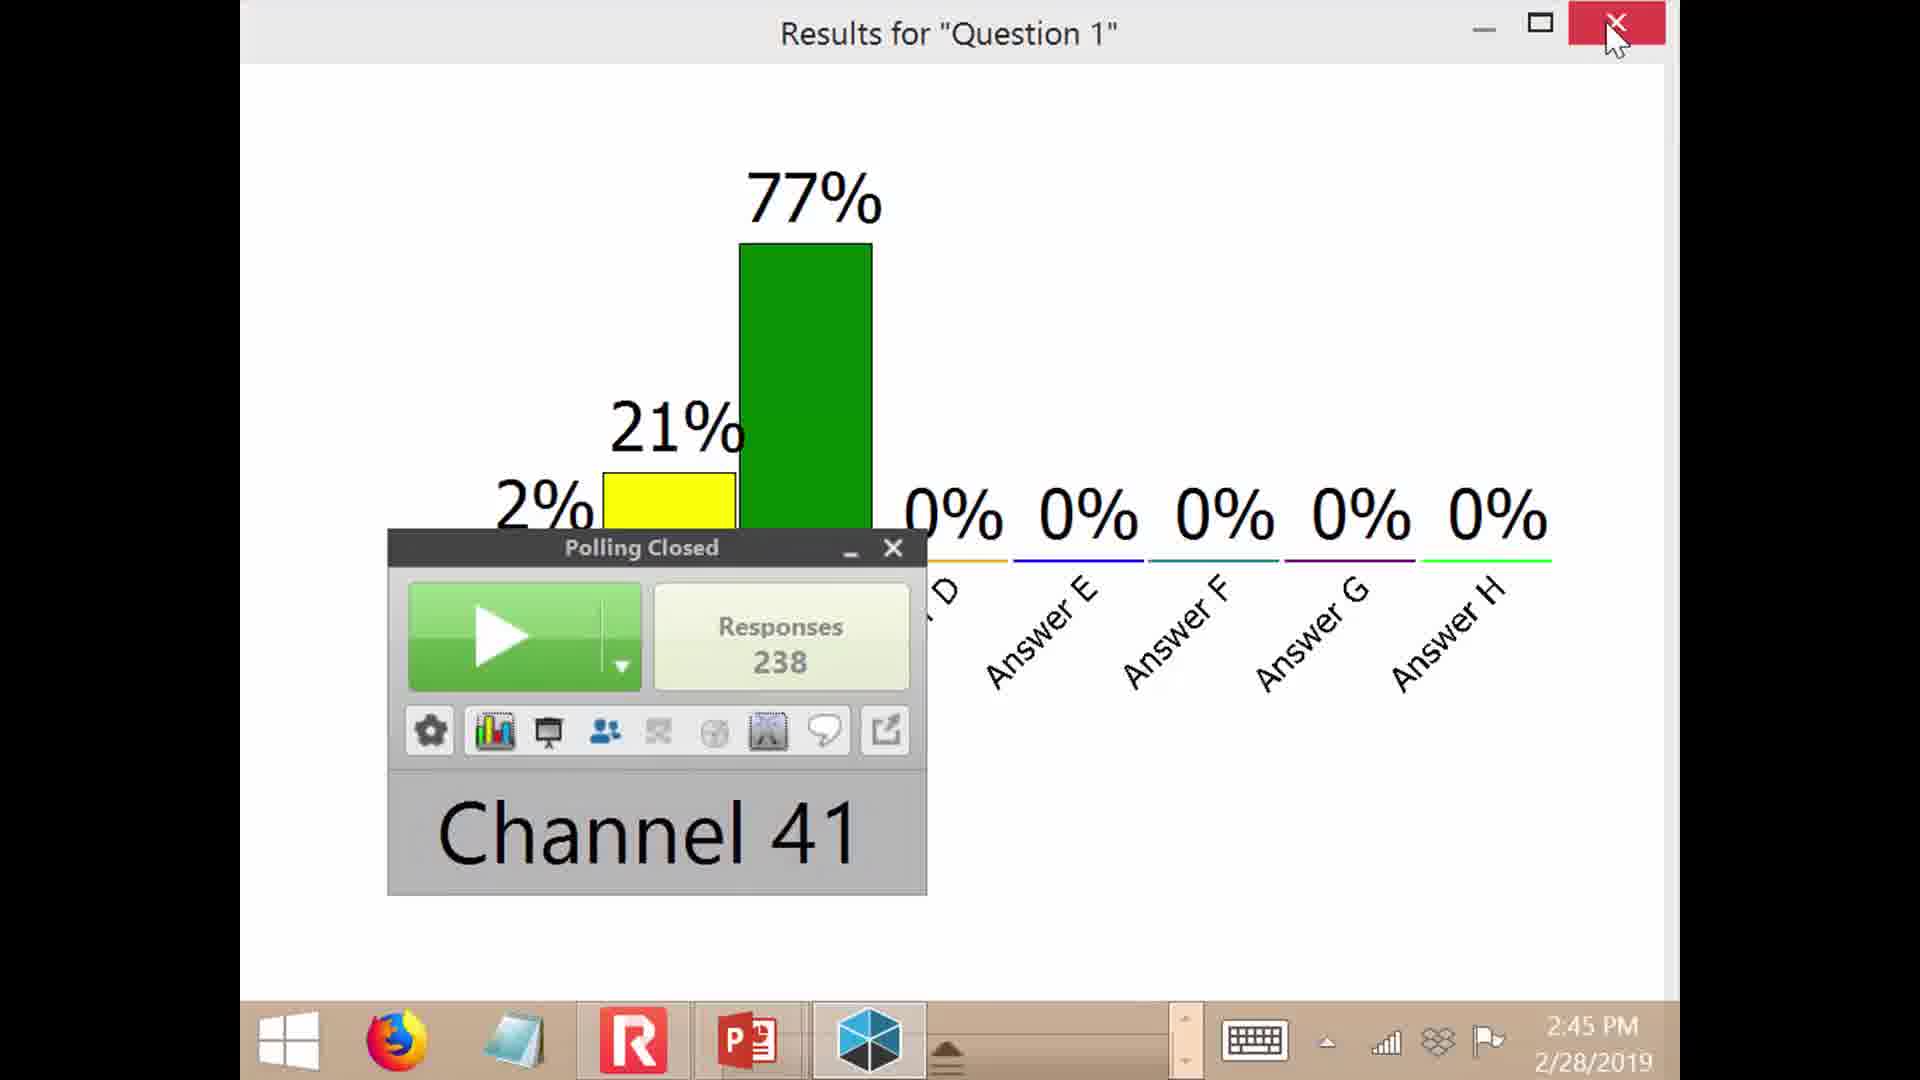 Results for "Question 1"
77%
21%
2%
0%
0%
0%
0%
0%
D
Answer E
Answer F
Answer G
Answer H
Polling Closed
Responses
238
Channel 41
2:45 PM
2/28/2019